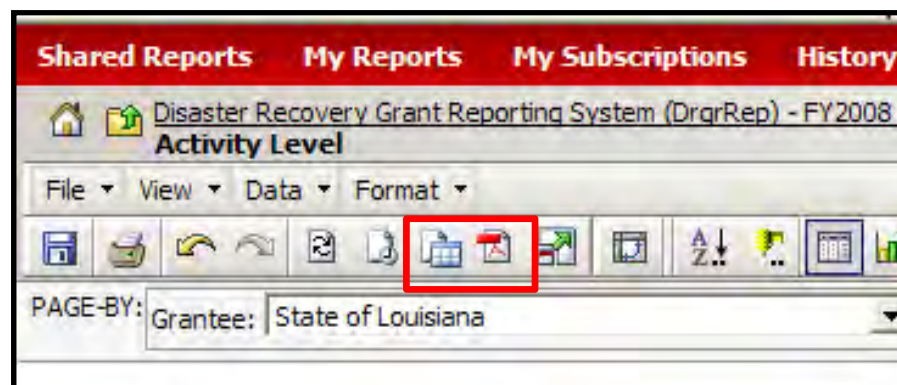 Shared Reports My Reports My Subscriptions History
Disaster Recovery Grant Reporting System (DrgrRep) - FY2008
Activity Level
File View Data Format
PAGE-BY: Grantee: State of Louisiana